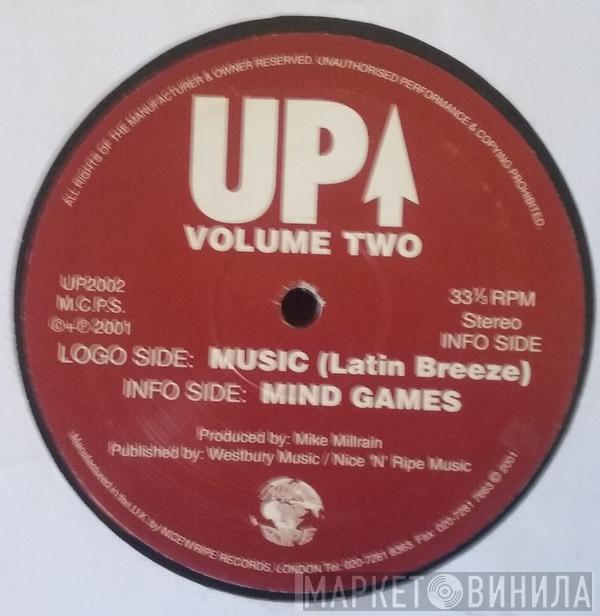 ALL RIGHTS OF THE MANUFACTURER & OWNER RESERVED. UNAUTHORISED PERFORMANCE & COPYING PROHIBITED.
UP
VOLUME TWO
UP2002
M.C.P.S.
©+℗ 2001
33⅓ RPM
Stereo
INFO SIDE
LOGO SIDE: MUSIC (Latin Breeze)
INFO SIDE: MIND GAMES
Produced by: Mike Millrain
Published by: Westbury Music / Nice 'N' Ripe Music
Manufactured in the U.K. by NICE'N'RIPE RECORDS, LONDON Tel: 020-7281 8363. Fax: 020-7281 7663 © 2001
RIPE
МАРКЕТ ВИНИЛА